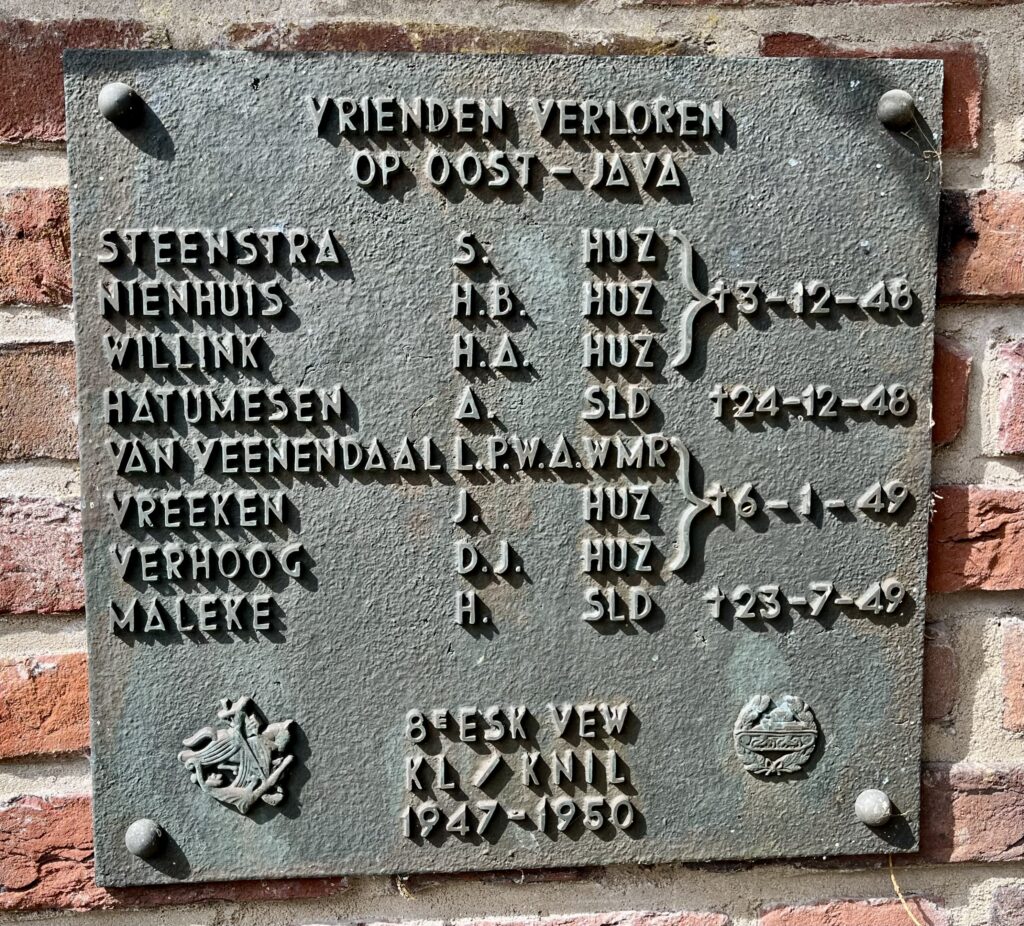 VRIENDEN VERLOREN
OP OOST-JAVA
STEENSTRA S. HUZ
NIENHUIS H.B. HUZ †3-12-48
WILLINK H.A. HUZ
HATUMESEN A. SLD †24-12-48
VAN VEENENDAAL L.P.W.A. WMR
VREEKEN J. HUZ †6-1-49
VERHOOG D.J. HUZ
MALEKE H. SLD †23-7-49
8E ESK VEW
KL/KNIL
1947-1950